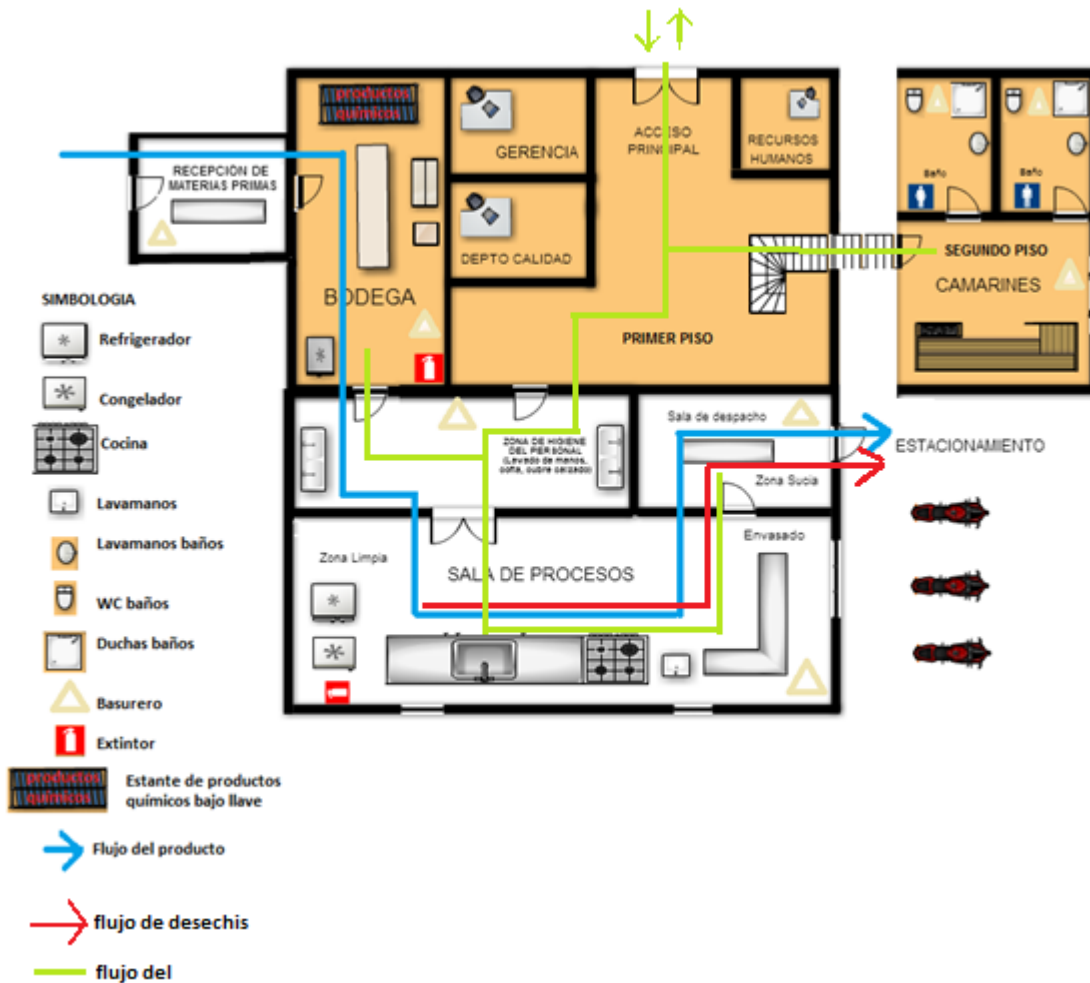 productos
químicos
GERENCIA
ACCESO
PRINCIPAL
RECURSOS
HUMANOS
RECEPCIÓN DE
MATERIAS PRIMAS
Baño
Baño
DEPTO CALIDAD
SEGUNDO PISO
CAMARINES
BODEGA
PRIMER PISO
SIMBOLOGIA
Refrigerador
Congelador
Cocina
Lavamanos
Lavamanos baños
WC baños
Duchas baños
Basurero
Extintor
productos
químicos
Estante de productos
químicos bajo llave
Flujo del producto
flujo de desechis
flujo del
ZONA DE HIGIENE
DEL PERSONAL
(Lavado de manos,
cofia, cubre calzado)
Sala de despacho
Zona Sucia
ESTACIONAMIENTO
Zona Limpia
SALA DE PROCESOS
Envasado